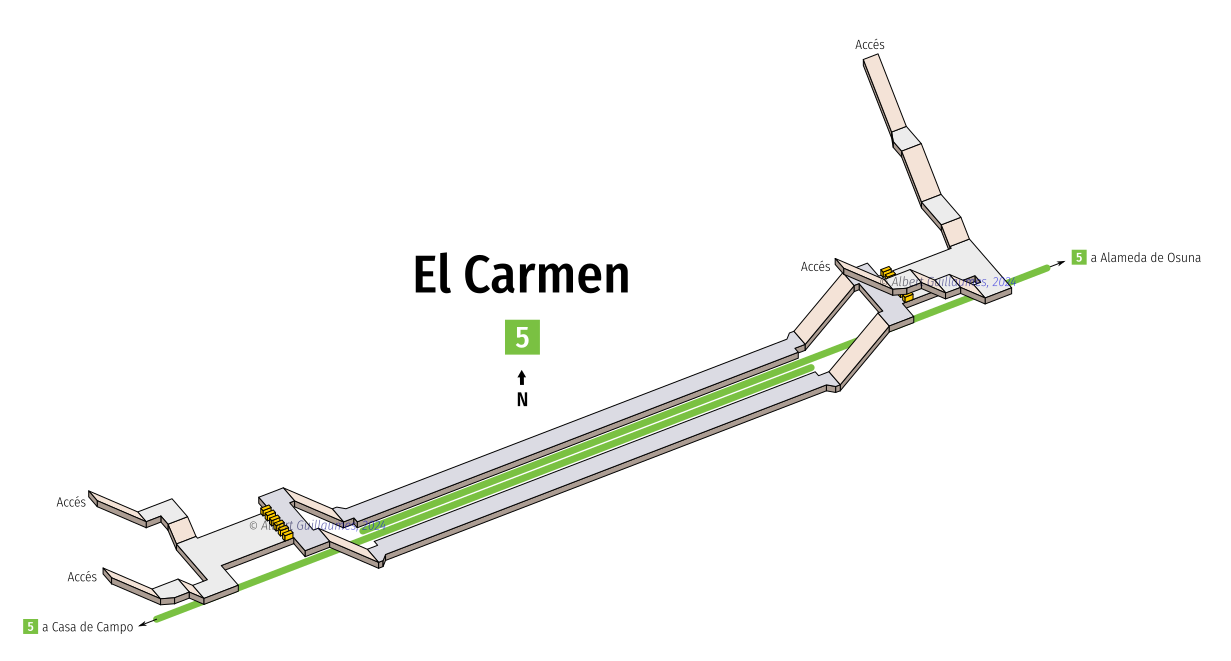 Accés
El Carmen
5 a Alameda de Osuna
Accés
© Albert Guillaumes, 2024
5
N
Accés
© Albert Guillaumes, 2024
Accés
5 a Casa de Campo